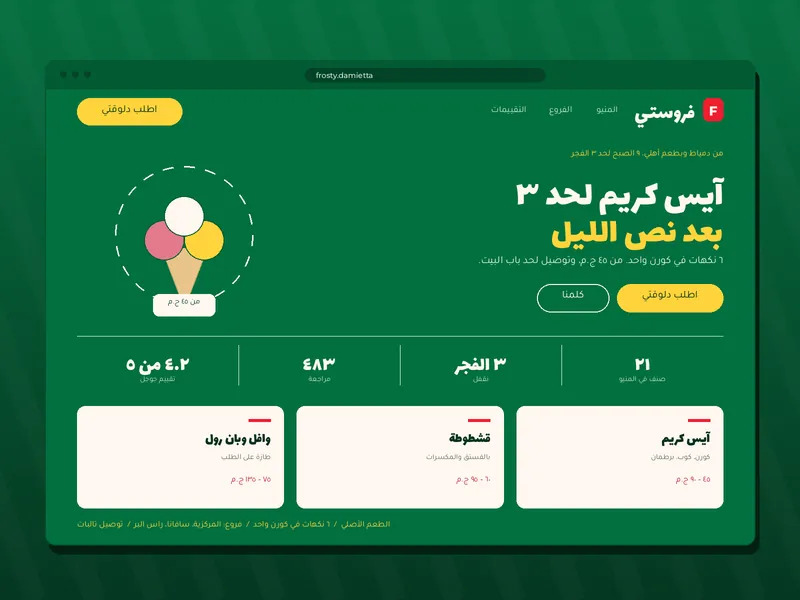 frosty.damietta
F
فروستي
المنيو
الفروع
التقييمات
اطلب دلوقتي
من دمياط وبطعم أهلي، ٩ الصبح لحد ٣ الفجر
آيس كريم لحد ٣
بعد نص الليل
٦ نكهات في كورن واحد. من ٤٥ ج.م، وتوصيل لحد باب البيت.
اطلب دلوقتي
كلمنا
من ٤٥ ج.م
٢١
صنف في المنيو
٣ الفجر
بنقفل
٤٨٣
مراجعة
٤.٢ من ٥
تقييم جوجل
آيس كريم
كورن، كوب، برطمان
٤٥ - ٩٠ ج.م
قشطوطة
بالفستق والمكسرات
٦٠ - ٩٥ ج.م
وافل وبان رول
طازة على الطلب
٧٥ - ١٣٥ ج.م
الطعم الأصلي / ٦ نكهات في كورن واحد / فروع: المركزية، سافانا، راس البر / توصيل تالبات